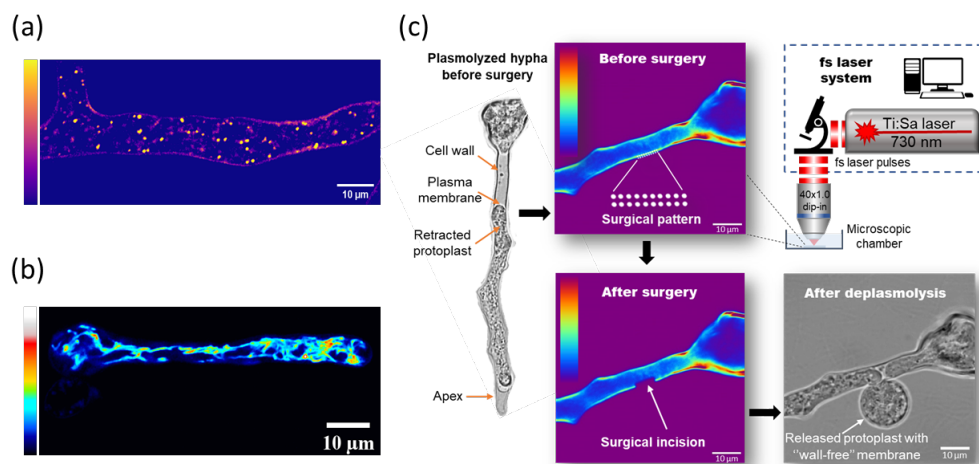 (a)
10 µm
(b)
10 µm
(c)
Plasmolyzed hypha
before surgery
Cell wall
Plasma
membrane
Retracted
protoplast
Apex
Before surgery
Surgical pattern
10 µm
fs laser
system
Ti:Sa laser
730 nm
fs laser pulses
40x1.0
dip-in
Microscopic
chamber
After surgery
Surgical incision
10 µm
After deplasmolysis
Released protoplast with
"wall-free" membrane
10 µm